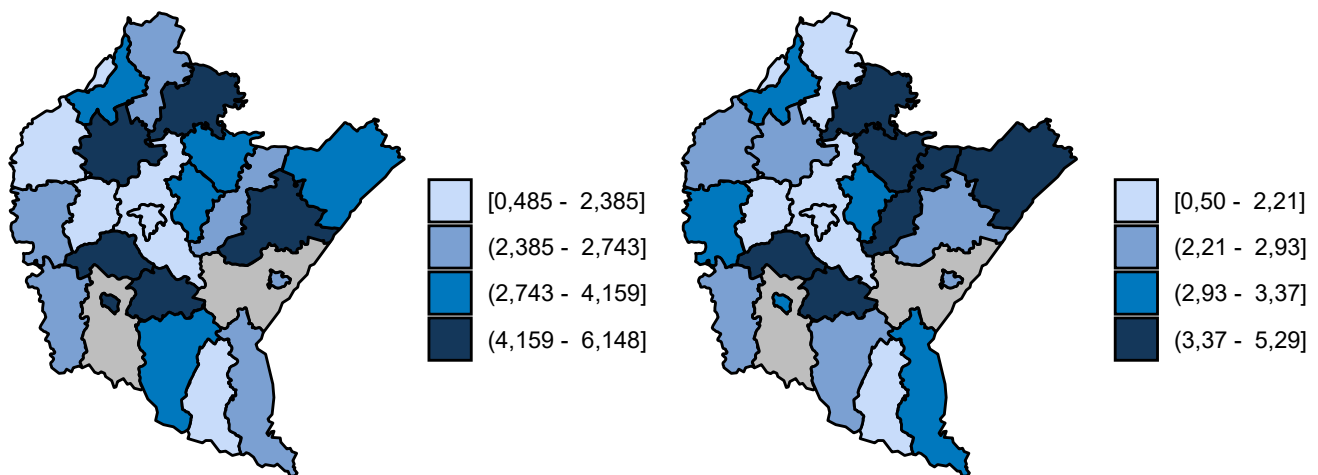 [0,485 - 2,385]
(2,385 - 2,743]
(2,743 - 4,159]
(4,159 - 6,148]
[0,50 - 2,21]
(2,21 - 2,93]
(2,93 - 3,37]
(3,37 - 5,29]